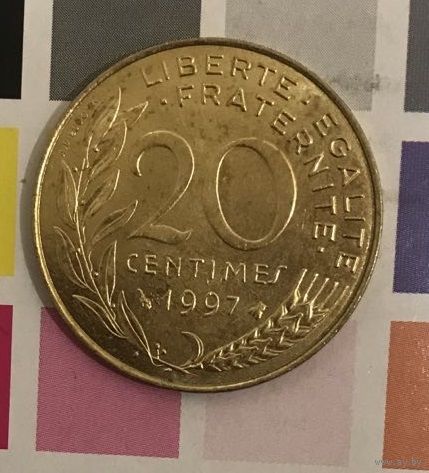 LIBERTE · EGALITE
· FRATERNITE ·
20
CENTIMES
1997